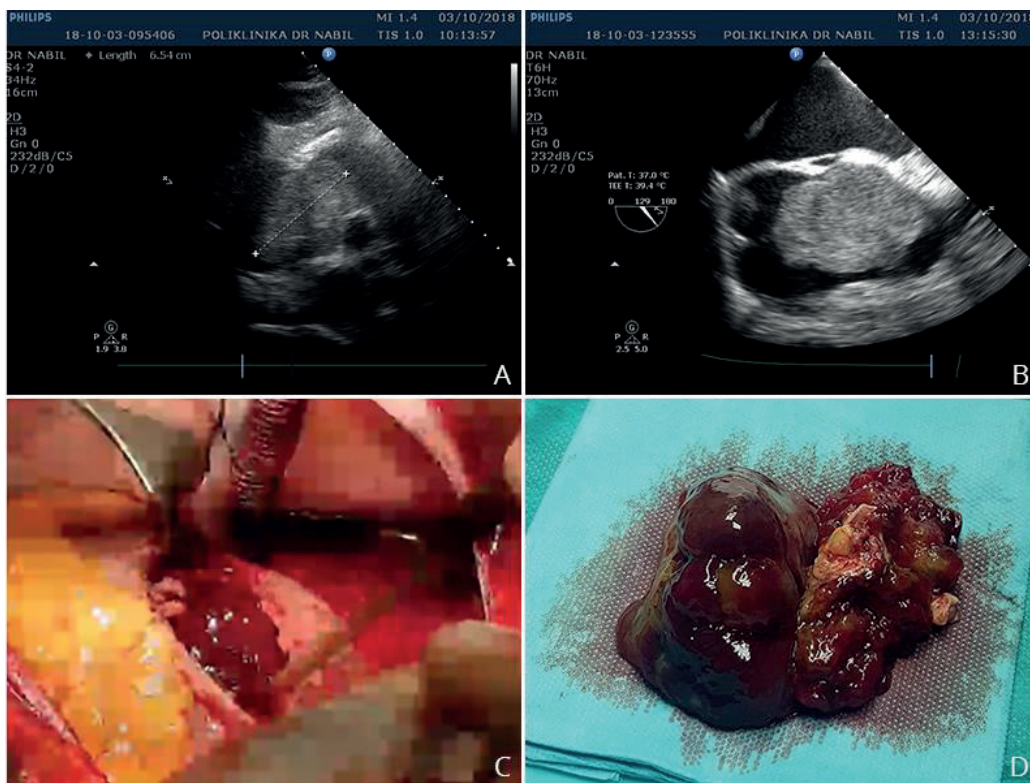 PHILIPS MI 1.4 03/10/2018
18-10-03-095406 POLIKLINIKA DR NABIL TIS 1.0 10:13:57
DR NABIL
S4-2
34Hz
16cm
2D
H3
Gn 0
232dB/C5
D/2/0
Length 6.54 cm
P
G
P R
1.9 3.8
A
PHILIPS MI 1.4 03/10/2018
18-10-03-123555 POLIKLINIKA DR NABIL TIS 1.0 13:15:30
DR NABIL
T6H
70Hz
13cm
2D
H3
Gn 0
232dB/C5
D/2/0
P
Pat. T: 37.0 °C
TEE T: 39.4 °C
0 129 180
G
P R
2.5 5.0
B
C
D